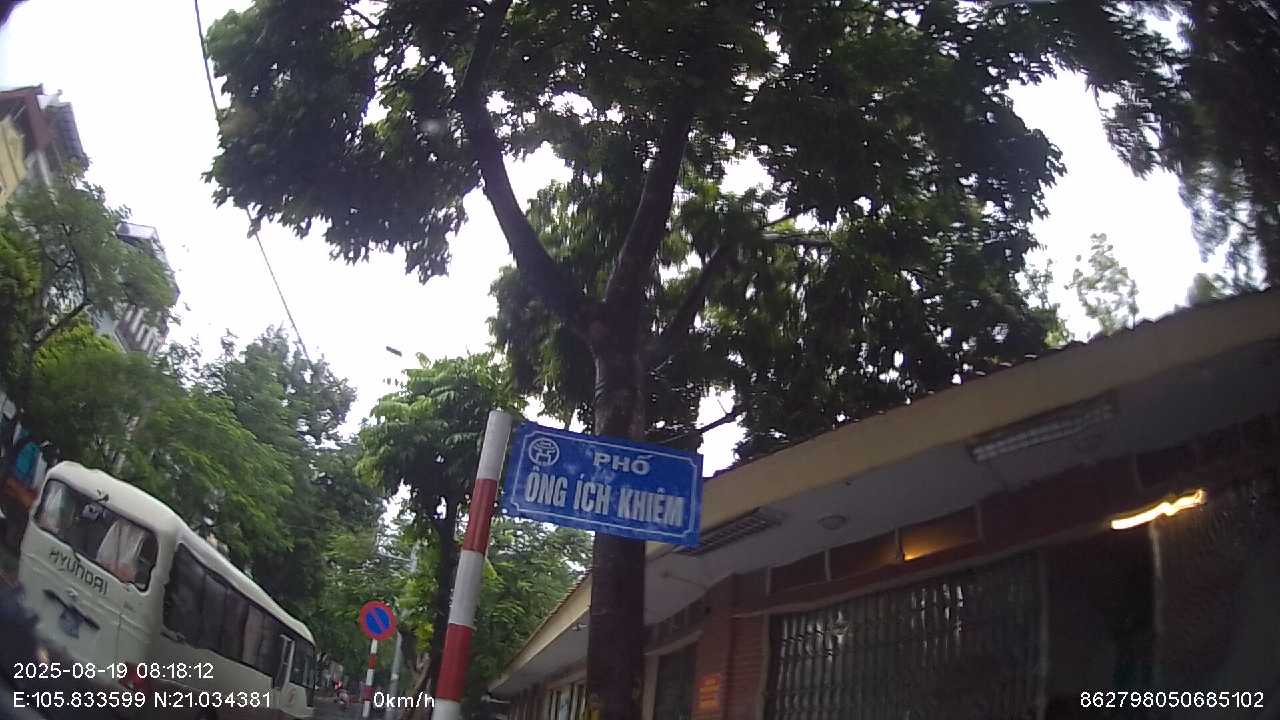 PHỐ
ÔNG ÍCH KHIÊM
HYUNDAI
2025-08-19 08:18:12
E:105.833599 N:21.034381
0km/h
862798050685102